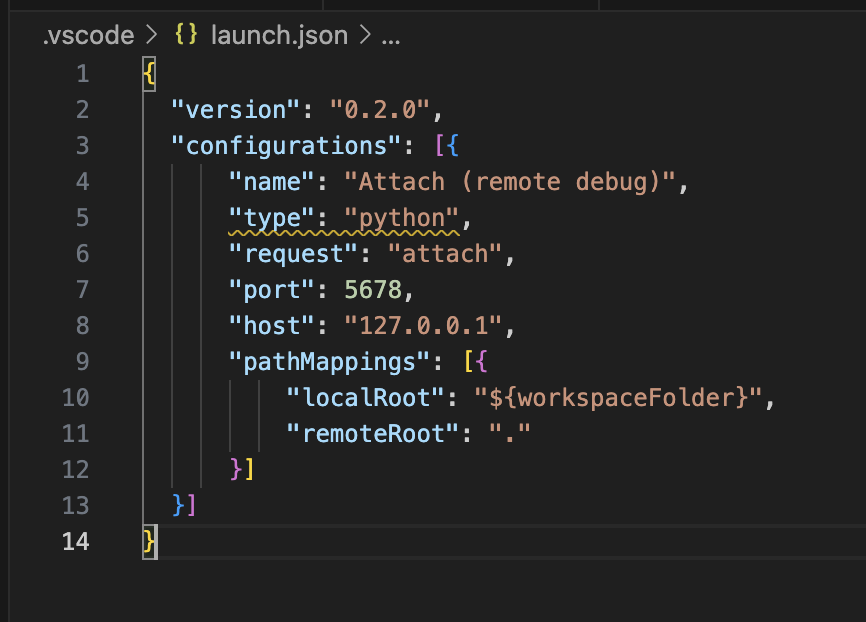 .vscode > {} launch.json > ...
1 {
2   "version": "0.2.0",
3   "configurations": [{
4       "name": "Attach (remote debug)",
5       "type": "python",
6       "request": "attach",
7       "port": 5678,
8       "host": "127.0.0.1",
9       "pathMappings": [{
10           "localRoot": "${workspaceFolder}",
11           "remoteRoot": "."
12       }]
13   }]
14 }